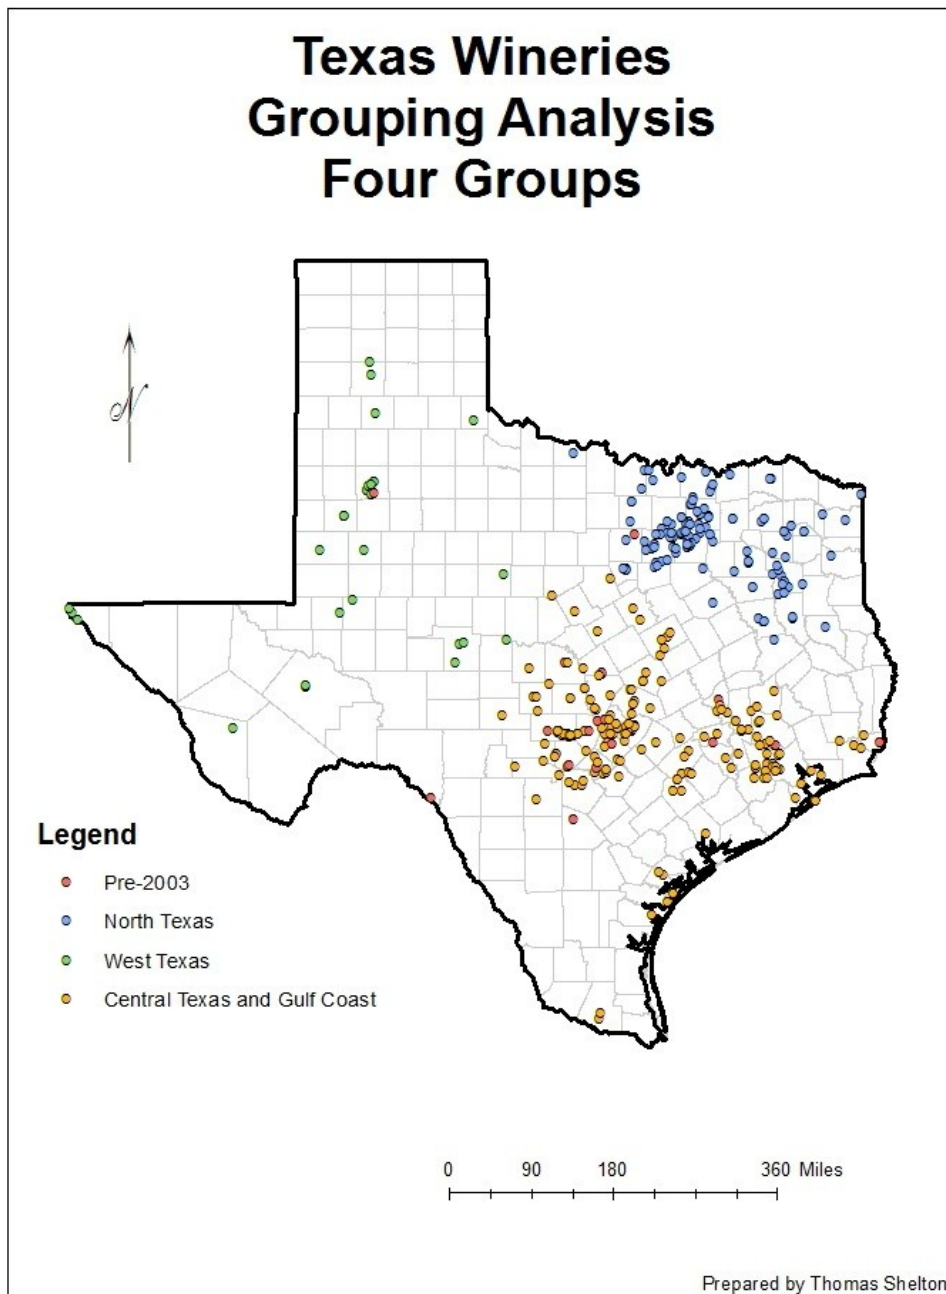 Texas Wineries
Grouping Analysis
Four Groups
N
Legend
Pre-2003
North Texas
West Texas
Central Texas and Gulf Coast
0 90 180 360 Miles
Prepared by Thomas Shelton